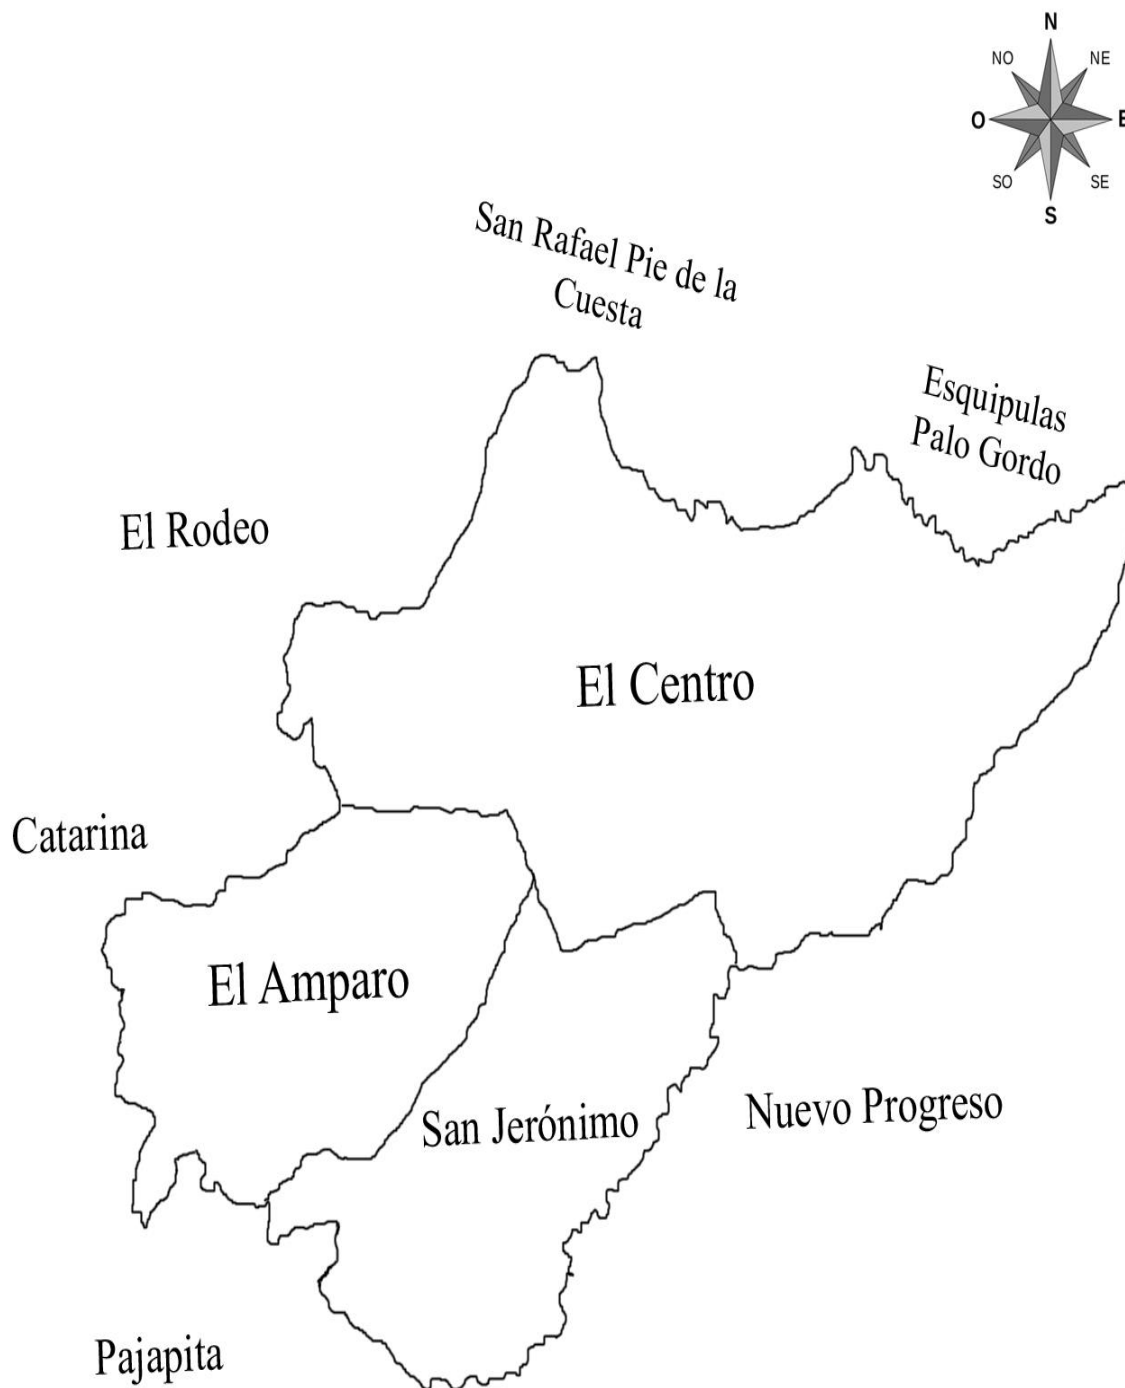 N
NO
NE
O
E
SO
SE
S
San Rafael Pie de la
Cuesta
Esquipulas
Palo Gordo
El Rodeo
El Centro
Catarina
El Amparo
San Jerónimo
Nuevo Progreso
Pajapita